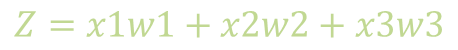 Z = x1w1 + x2w2 + x3w3